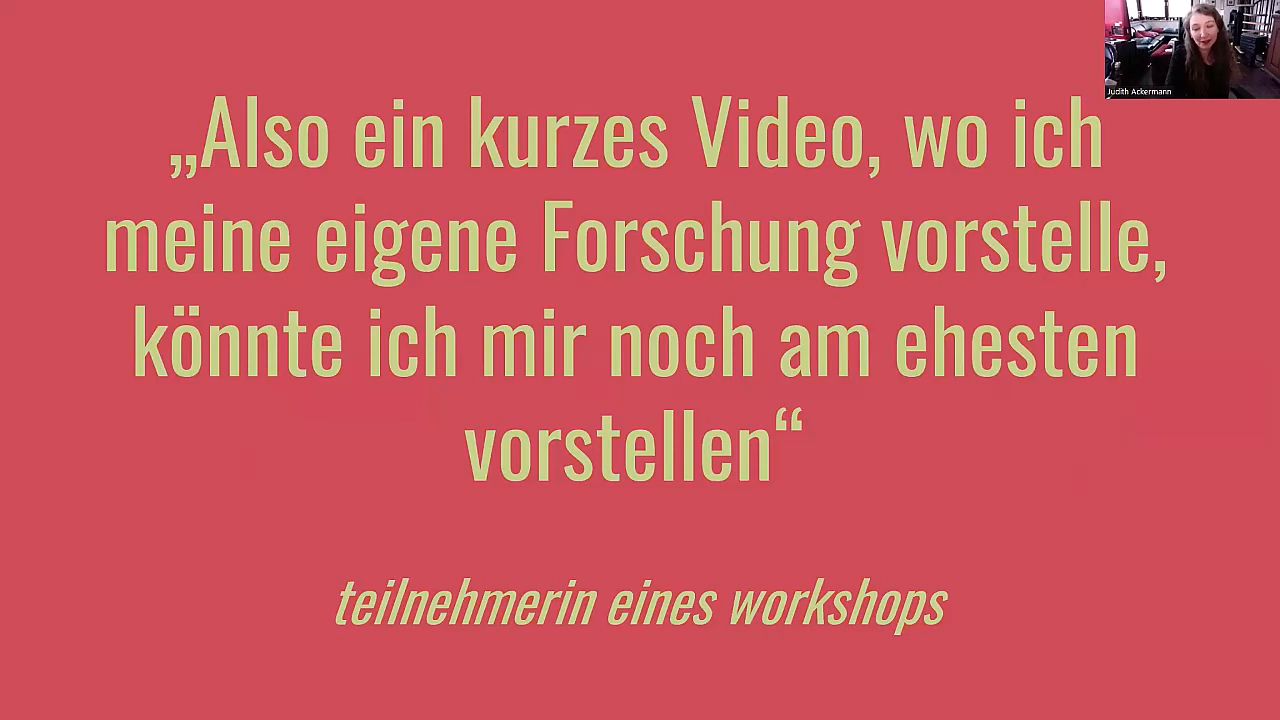 Judith Ackermann
„Also ein kurzes Video, wo ich
meine eigene Forschung vorstelle,
könnte ich mir noch am ehesten
vorstellen“
teilnehmerin eines workshops